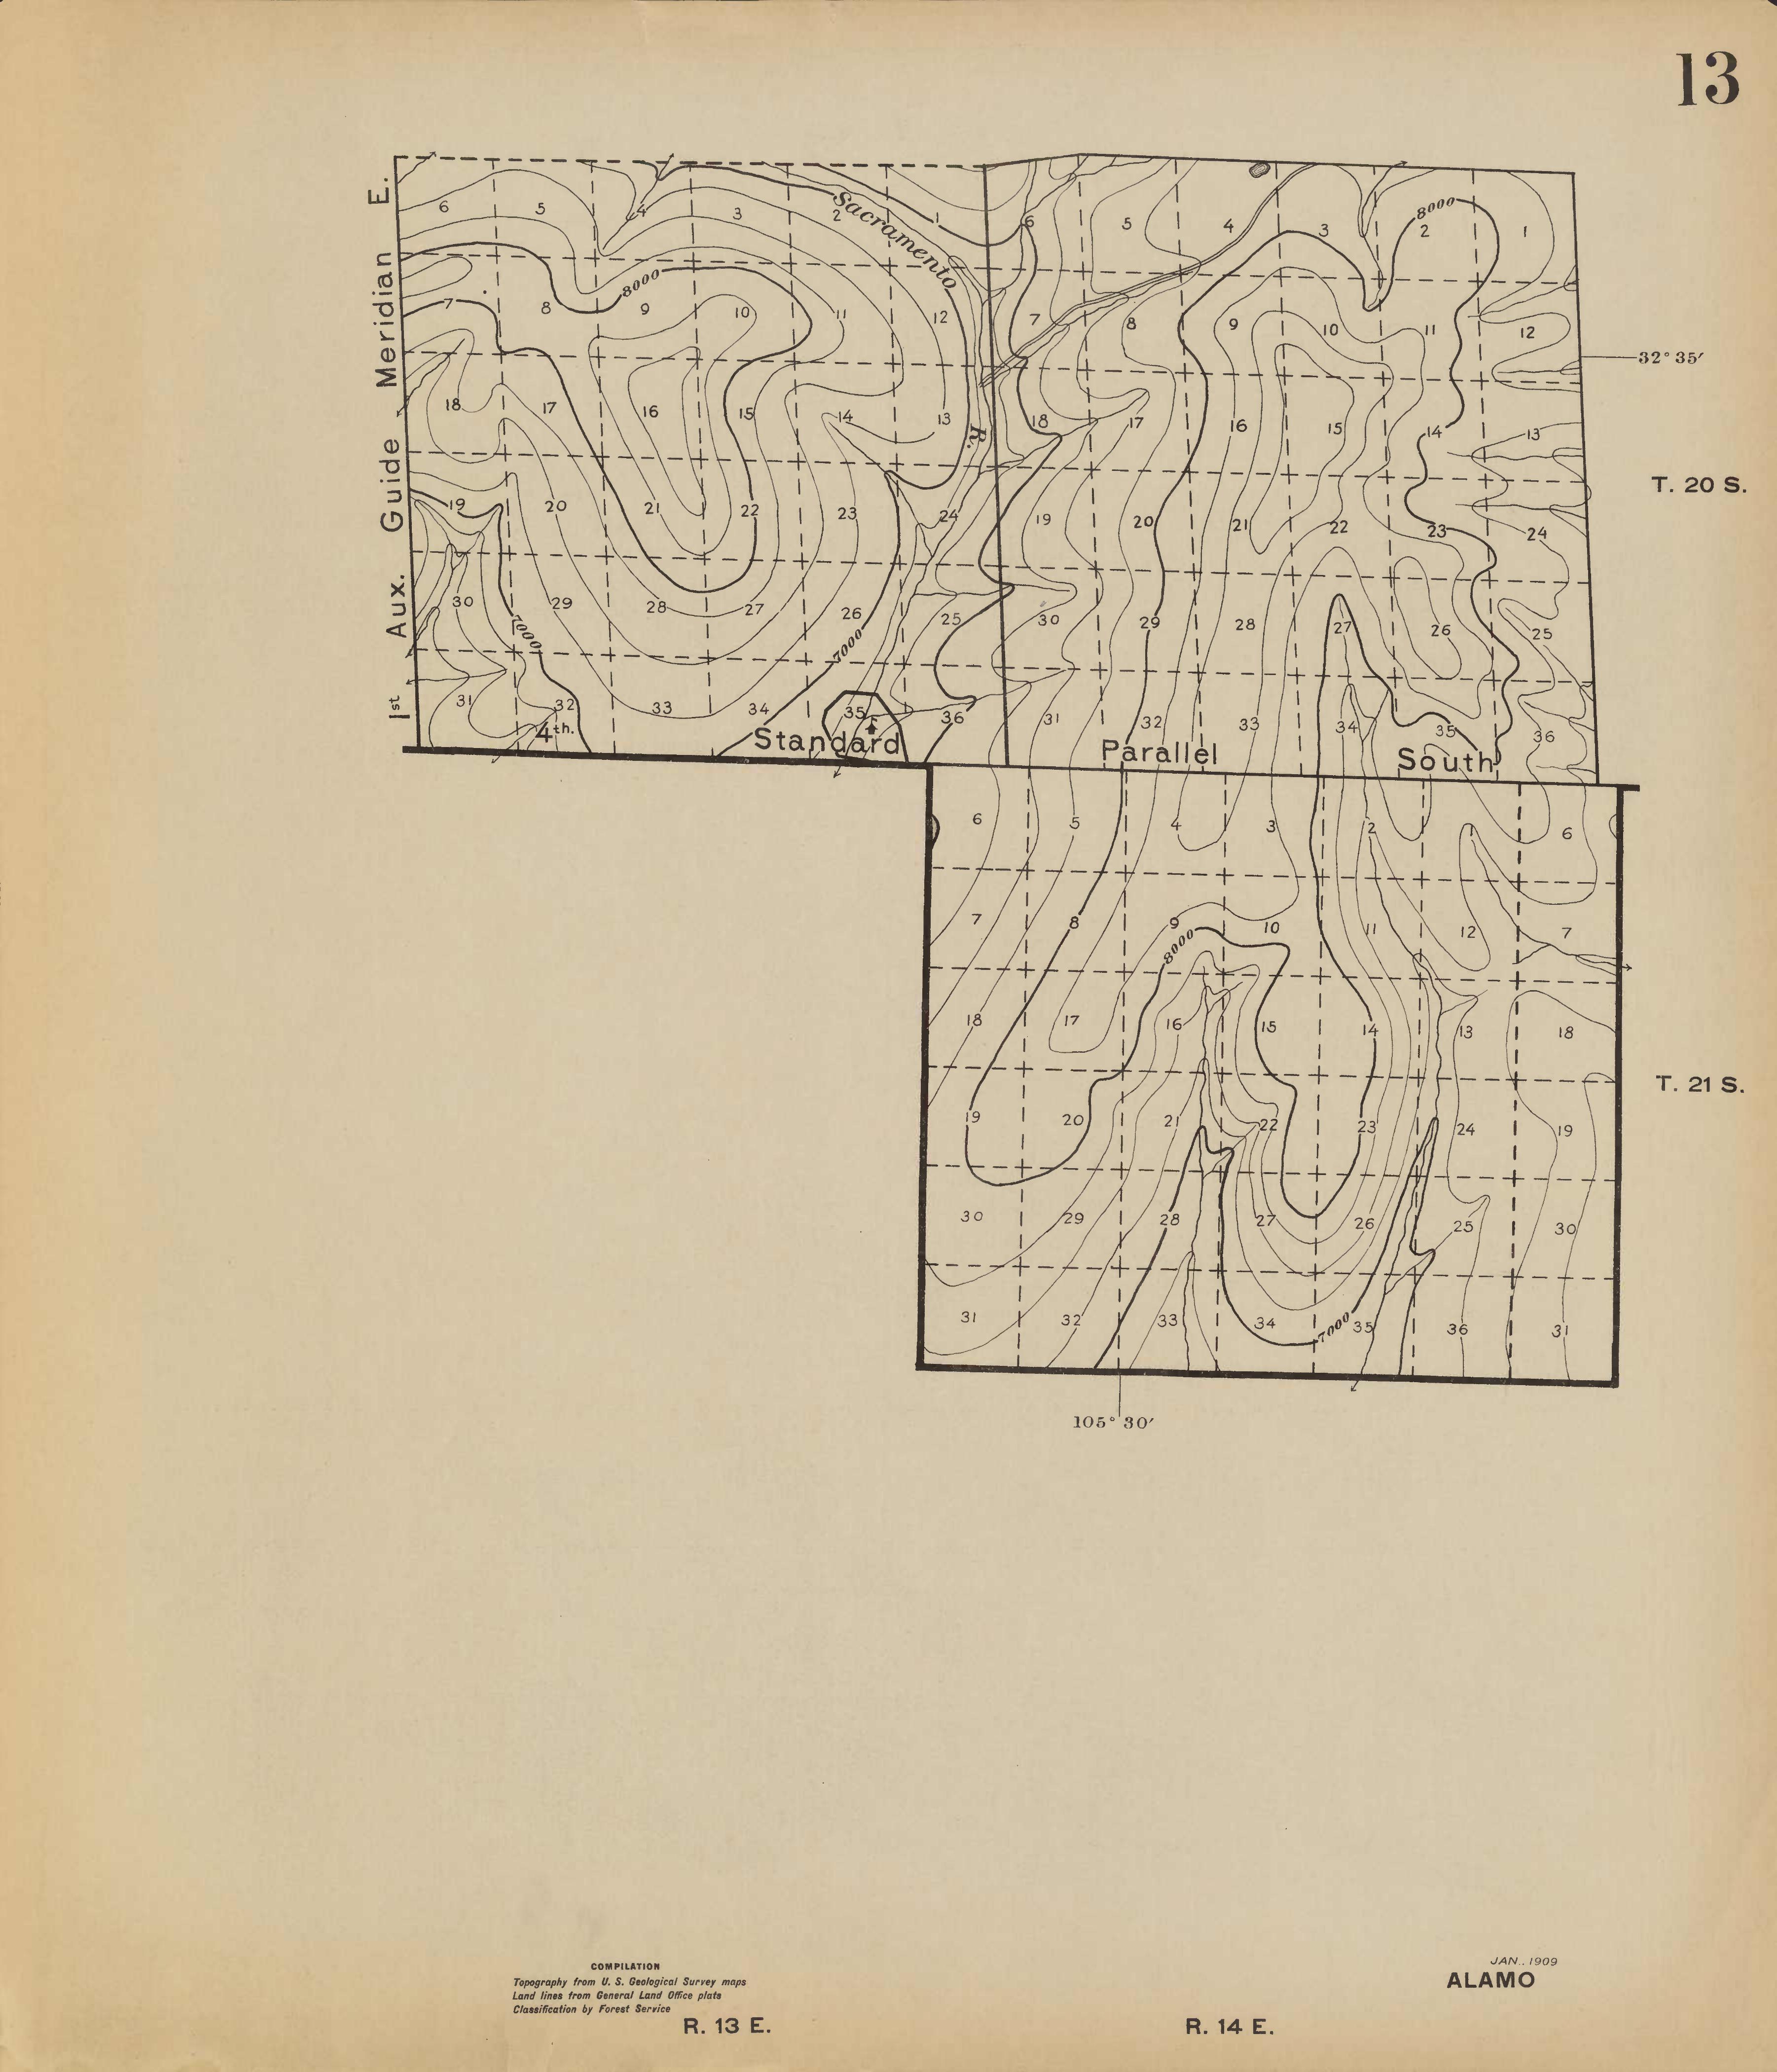 13
1st Aux. Guide Meridian E.
6 5 4 3 2 1 6 5 4 3 2 1
Sacramento R.
8000
8000
7 8 9 10 11 12 7 8 9 10 11 12
32° 35′
18 17 16 15 14 13 18 17 16 15 14 13
T. 20 S.
19 20 21 22 23 24 19 20 21 22 23 24
30 29 28 27 26 25 30 29 28 27 26 25
7000
7000
31 32 33 34 35 36 31 32 33 34 35 36
4th. Standard Parallel South
6 5 4 3 2 6
7 8 9 10 11 12 7
8000
18 17 16 15 14 13 18
T. 21 S.
19 20 21 22 23 24 19
30 29 28 27 26 25 30
31 32 33 34 35 36 31
7000
105° 30′
COMPILATION
Topography from U. S. Geological Survey maps
Land lines from General Land Office plats
Classification by Forest Service
JAN., 1909
ALAMO
R. 13 E.
R. 14 E.